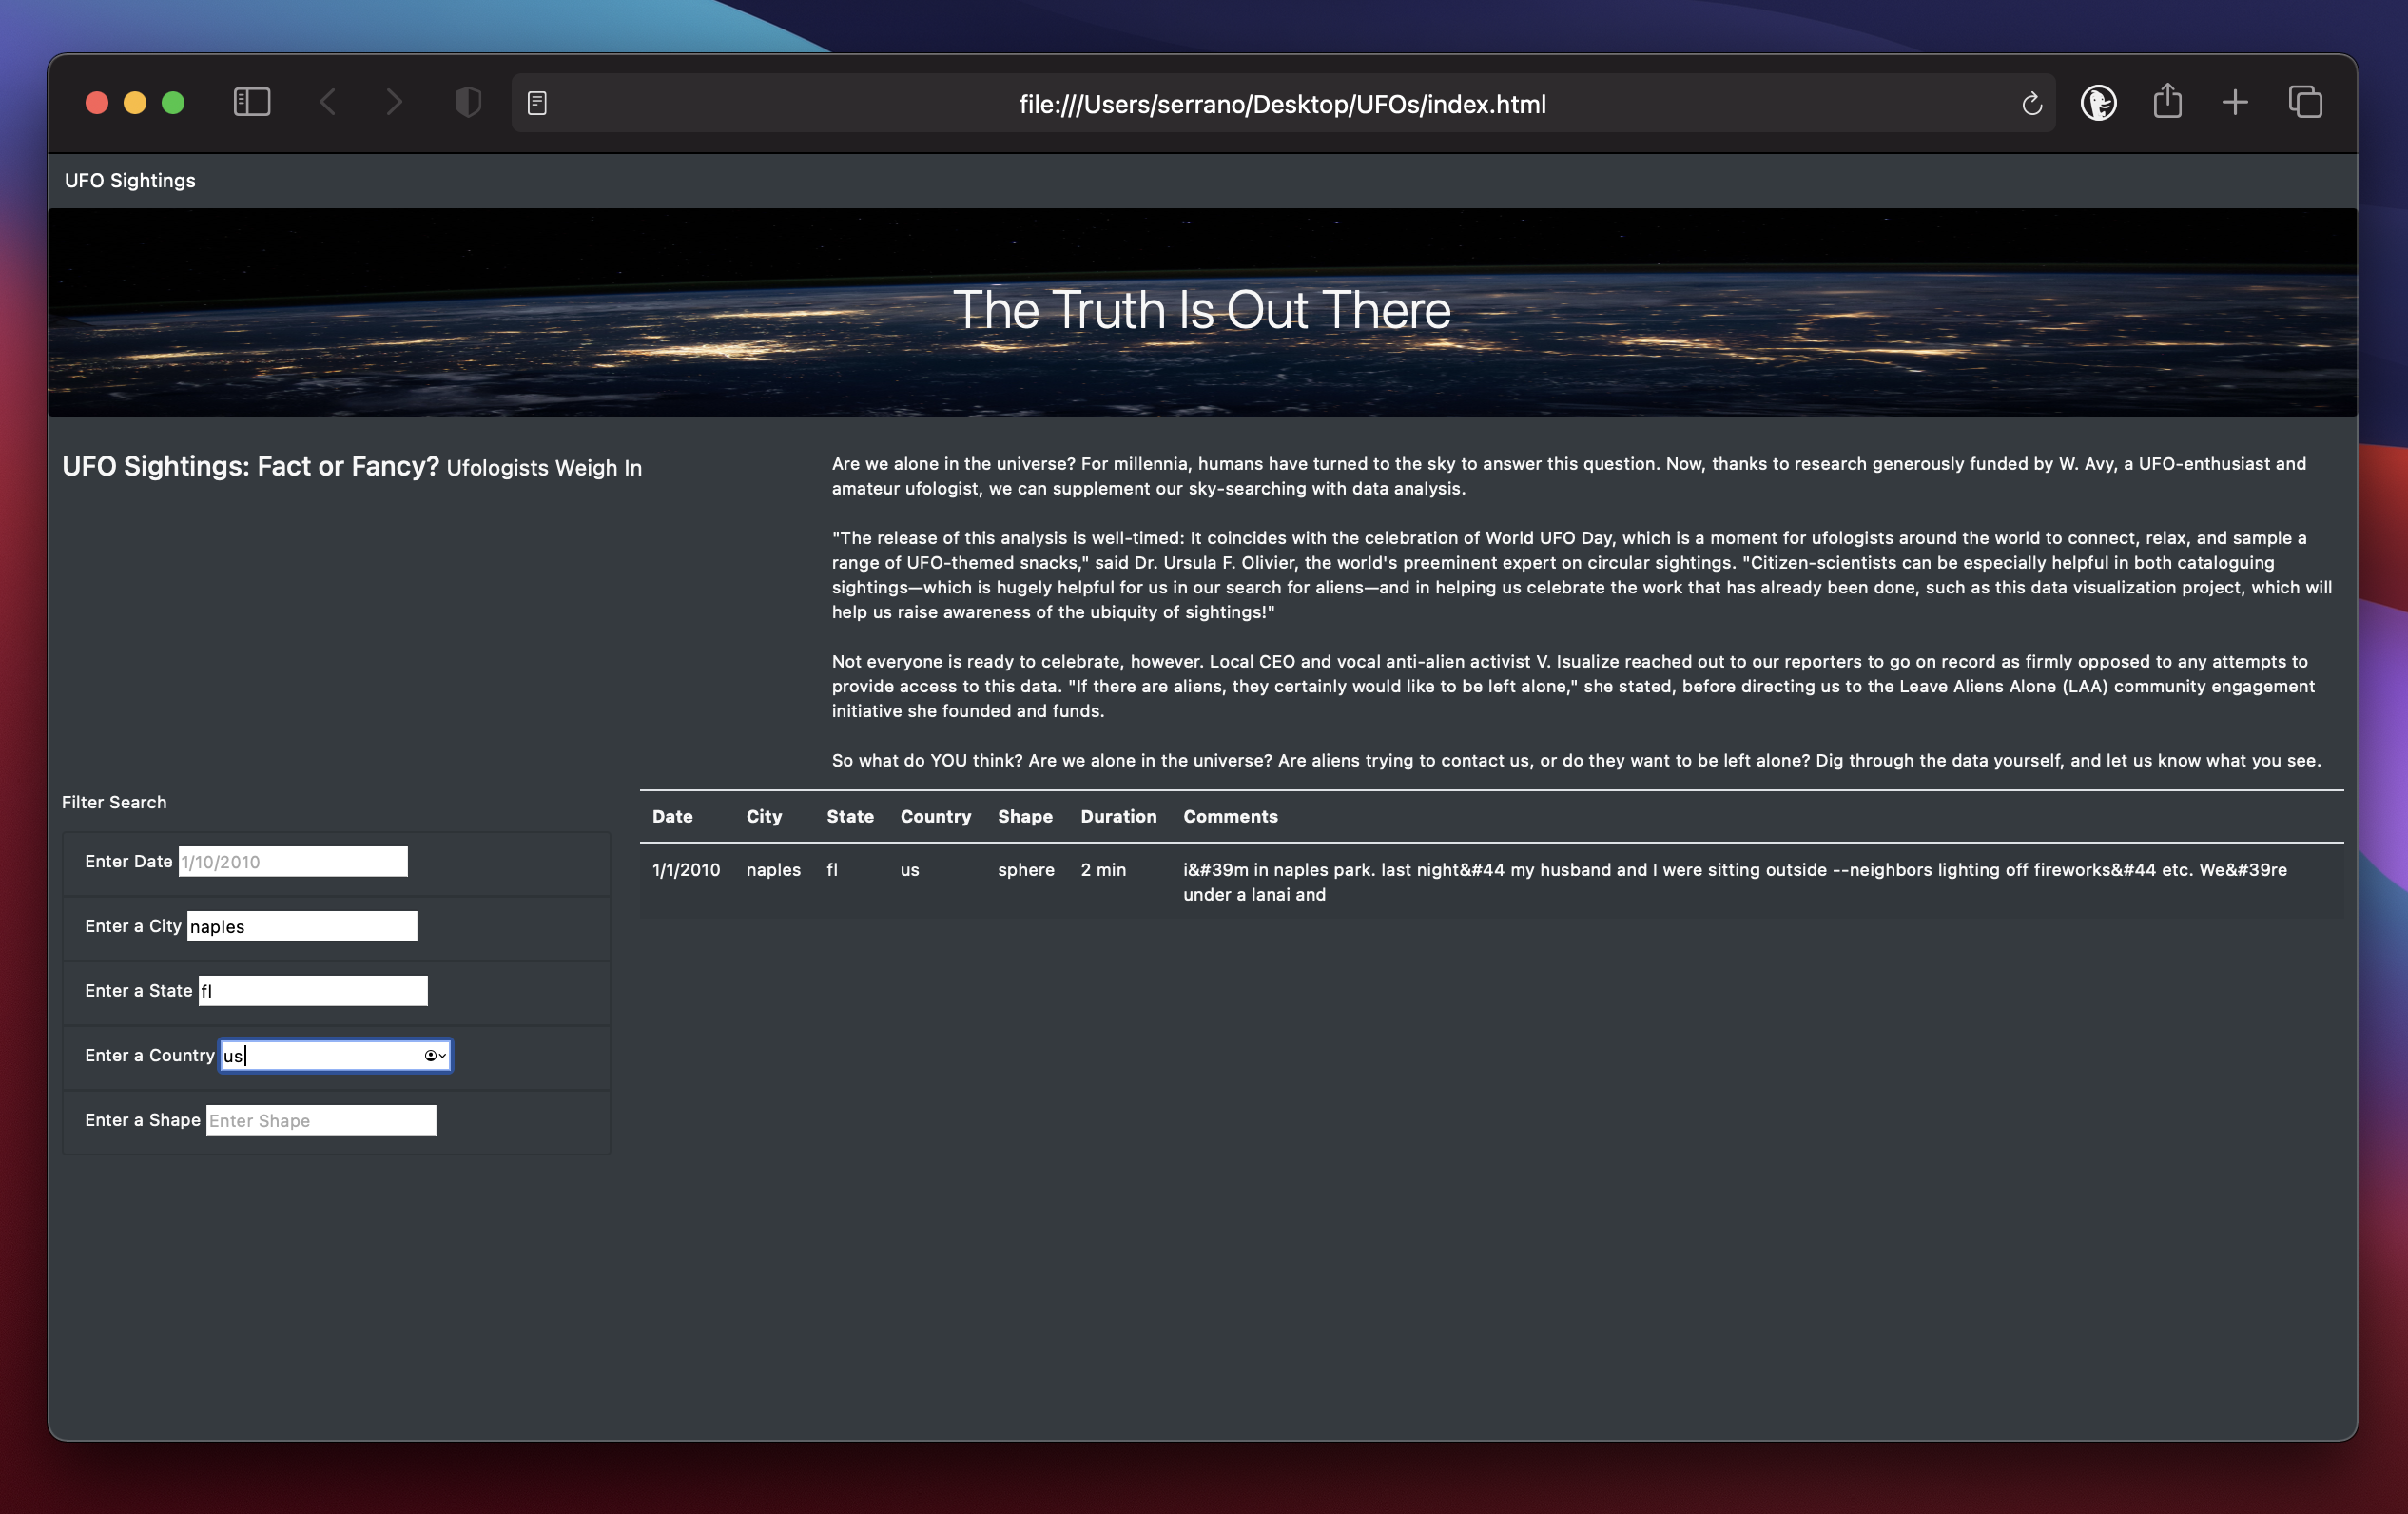 file:///Users/serrano/Desktop/UFOs/index.html
UFO Sightings
The Truth Is Out There
UFO Sightings: Fact or Fancy? Ufologists Weigh In
Are we alone in the universe? For millennia, humans have turned to the sky to answer this question. Now, thanks to research generously funded by W. Avy, a UFO-enthusiast and
amateur ufologist, we can supplement our sky-searching with data analysis.
"The release of this analysis is well-timed: It coincides with the celebration of World UFO Day, which is a moment for ufologists around the world to connect, relax, and sample a
range of UFO-themed snacks," said Dr. Ursula F. Olivier, the world's preeminent expert on circular sightings. "Citizen-scientists can be especially helpful in both cataloguing
sightings—which is hugely helpful for us in our search for aliens—and in helping us celebrate the work that has already been done, such as this data visualization project, which will
help us raise awareness of the ubiquity of sightings!"
Not everyone is ready to celebrate, however. Local CEO and vocal anti-alien activist V. Isualize reached out to our reporters to go on record as firmly opposed to any attempts to
provide access to this data. "If there are aliens, they certainly would like to be left alone," she stated, before directing us to the Leave Aliens Alone (LAA) community engagement
initiative she founded and funds.
So what do YOU think? Are we alone in the universe? Are aliens trying to contact us, or do they want to be left alone? Dig through the data yourself, and let us know what you see.
Filter Search
Enter Date 1/10/2010
Enter a City naples
Enter a State fl
Enter a Country us
Enter a Shape Enter Shape
Date City State Country Shape Duration Comments
1/1/2010 naples fl us sphere 2 min i&#39m in naples park. last night&#44 my husband and I were sitting outside --neighbors lighting off fireworks&#44 etc. We&#39re
under a lanai and